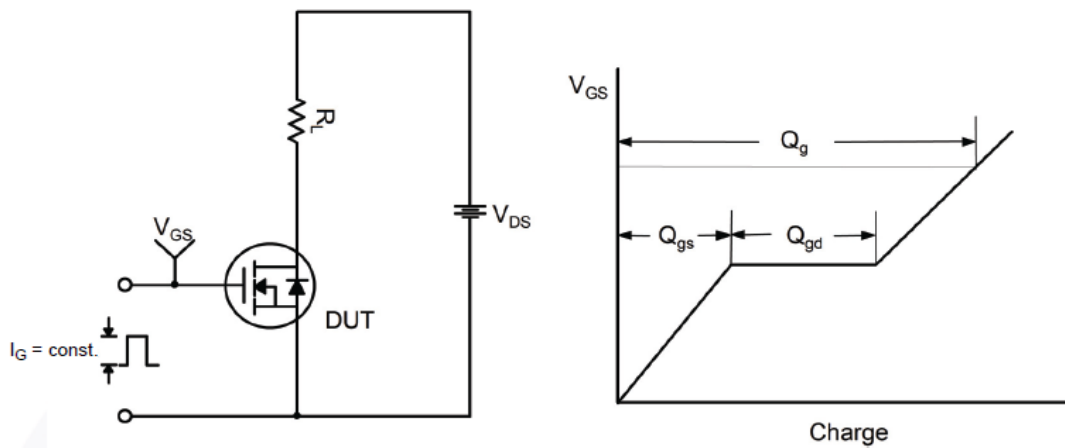 R_L
V_GS
V_DS
DUT
I_G = const.
V_GS
Q_g
Q_gs
Q_gd
Charge